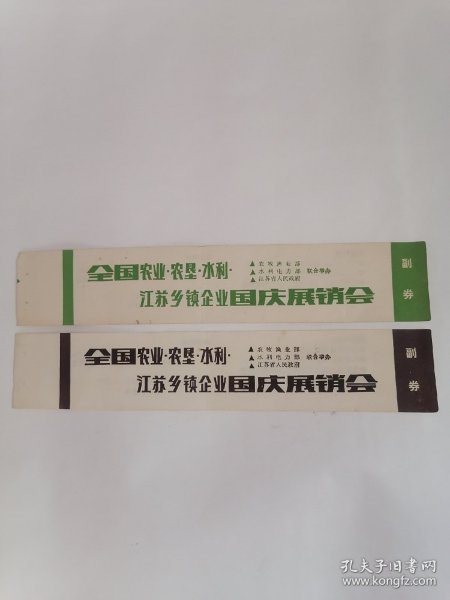 全国农业·农垦·水利·
▲农牧渔业部
▲水利电力部 联合举办
▲江苏省人民政府
江苏乡镇企业国庆展销会
副券
全国农业·农垦·水利·
▲农牧渔业部
▲水利电力部 联合举办
▲江苏省人民政府
江苏乡镇企业国庆展销会
副券
孔夫子旧书网
www.kongfz.com